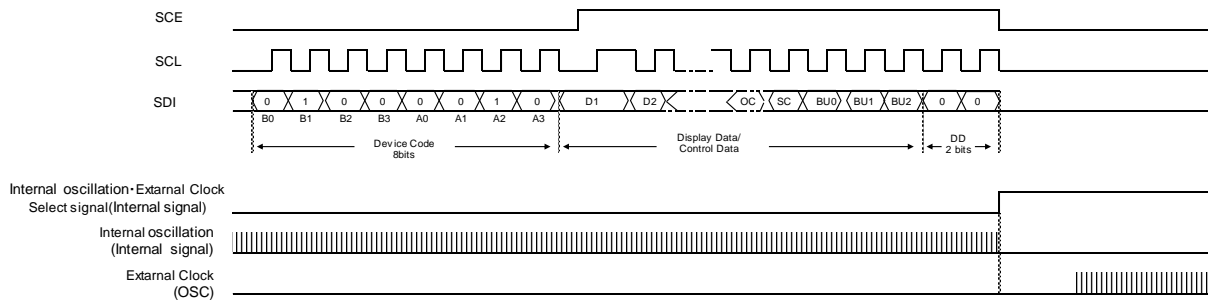 SCE
SCL
SDI
0 1 0 0 0 0 1 0 D1 D2 OC SC BU0 BU1 BU2 0 0
B0 B1 B2 B3 A0 A1 A2 A3
Device Code
8bits
Display Data/
Control Data
DD
2 bits
Internal oscillation・Extarnal Clock
Select signal(Internal signal)
Internal oscillation
(Internal signal)
Extarnal Clock
(OSC)